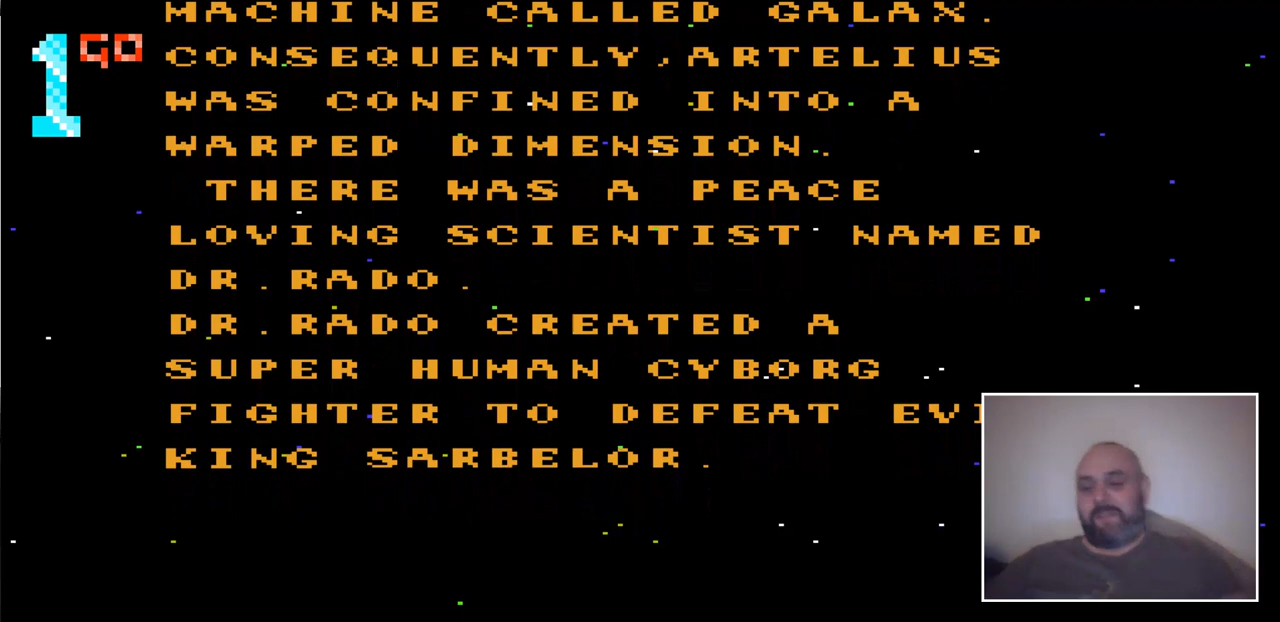 MACHINE CALLED GALAX.
1GO
CONSEQUENTLY,ARTELIUS
WAS CONFINED INTO A
WARPED DIMENSION.
THERE WAS A PEACE
LOVING SCIENTIST NAMED
DR.RADO.
DR.RADO CREATED A
SUPER HUMAN CYBORG
FIGHTER TO DEFEAT
KING SARBELOR.